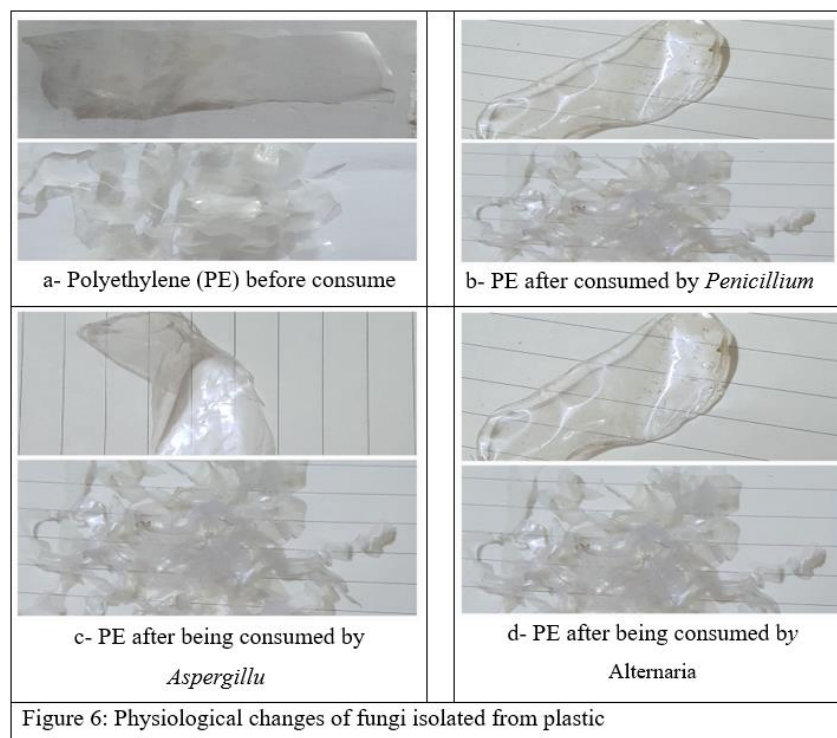 a- Polyethylene (PE) before consume
b- PE after consumed by Penicillium
c- PE after being consumed by
Aspergillu
d- PE after being consumed by
Alternaria
Figure 6: Physiological changes of fungi isolated from plastic